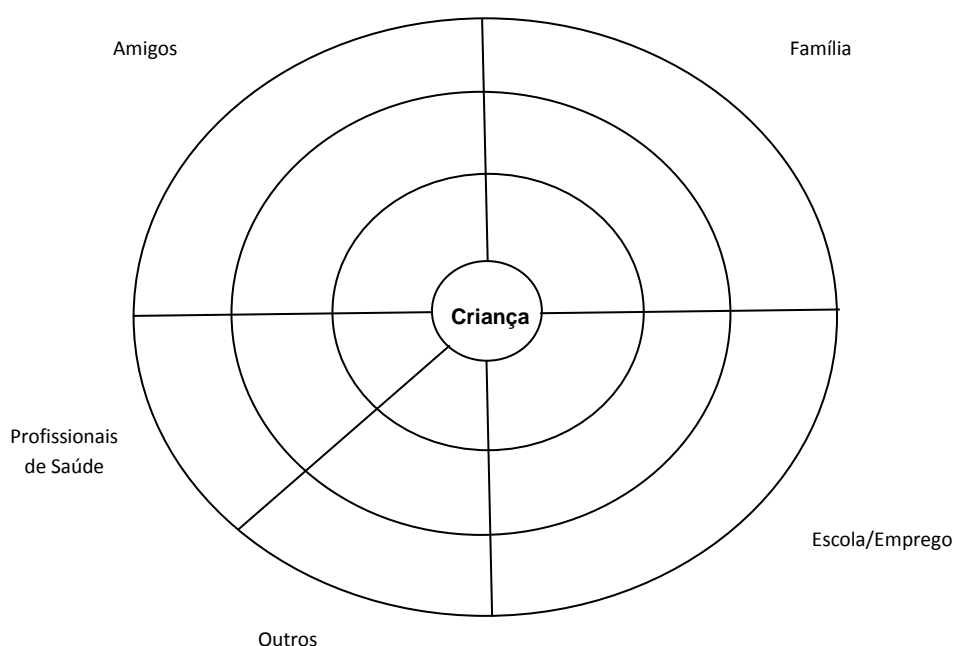 Amigos
Família
Criança
Profissionais
de Saúde
Escola/Emprego
Outros